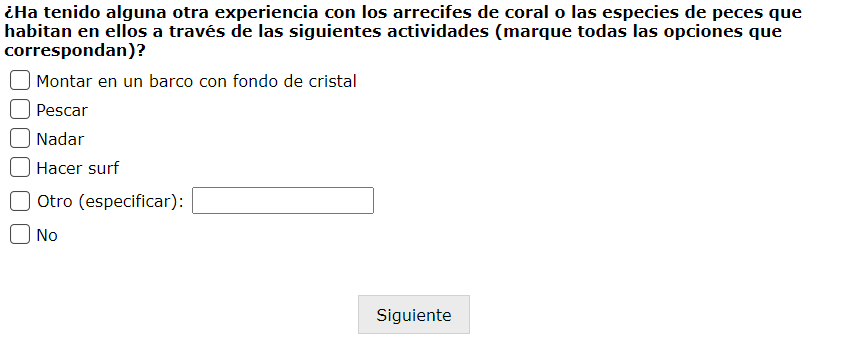 ¿Ha tenido alguna otra experiencia con los arrecifes de coral o las especies de peces que
habitan en ellos a través de las siguientes actividades (marque todas las opciones que
correspondan)?
Montar en un barco con fondo de cristal
Pescar
Nadar
Hacer surf
Otro (especificar):
No
Siguiente